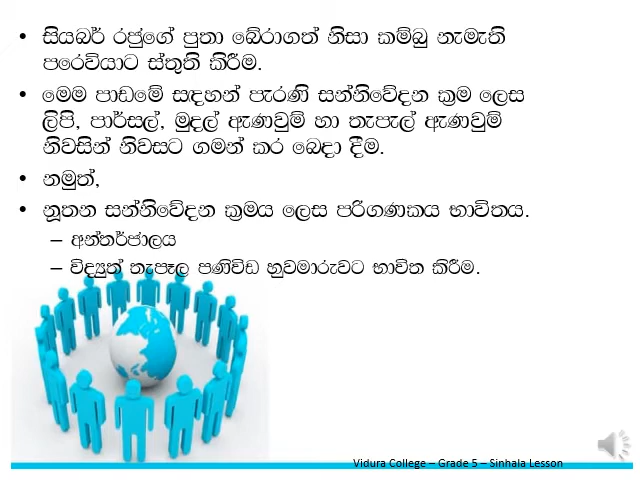 • සියබර් රජුගේ පුතා බේරාගත් නිසා කම්බු නැමැති
පරෙවියාට ස්තූති කිරීම.
• මෙම පාඩමේ සඳහන් පැරණි සන්නිවේදන ක්‍රම ලෙස
ලිපි, පාර්සල්, මුදල් ඇණවුම් හා තැපැල් ඇණවුම්
නිවසින් නිවසට ගමන් කර බෙදා දීම.
• නමුත්,
• නූතන සන්නිවේදන ක්‍රමය ලෙස පරිගණකය භාවිතය.
– අන්තර්ජාලය
– විද්‍යුත් තැපෑල පණිවිඩ හුවමාරුවට භාවිත කිරීම.
Vidura College – Grade 5 – Sinhala Lesson